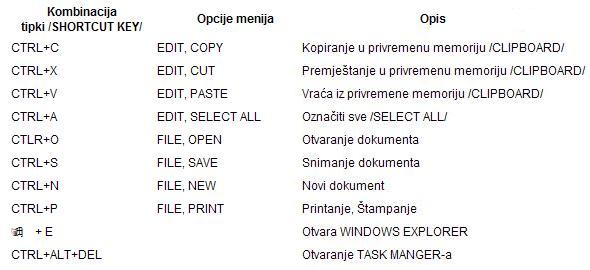 Kombinacija tipki /SHORTCUT KEY/ Opcije menija Opis
CTRL+C EDIT, COPY Kopiranje u privremenu memoriju /CLIPBOARD/
CTRL+X EDIT, CUT Premještanje u privremenu memoriju /CLIPBOARD/
CTRL+V EDIT, PASTE Vraća iz privremene memoriju /CLIPBOARD/
CTRL+A EDIT, SELECT ALL Označiti sve /SELECT ALL/
CTLR+O FILE, OPEN Otvaranje dokumenta
CTRL+S FILE, SAVE Snimanje dokumenta
CTRL+N FILE, NEW Novi dokument
CTRL+P FILE, PRINT Printanje, Štampanje
+ E Otvara WINDOWS EXPLORER
CTRL+ALT+DEL Otvaranje TASK MANGER-a